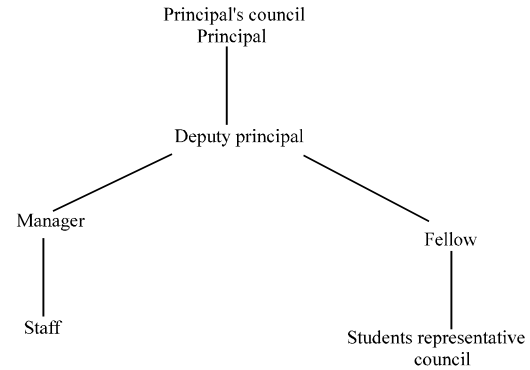 Principal's council
Principal
Deputy principal
Manager
Fellow
Staff
Students representative
council